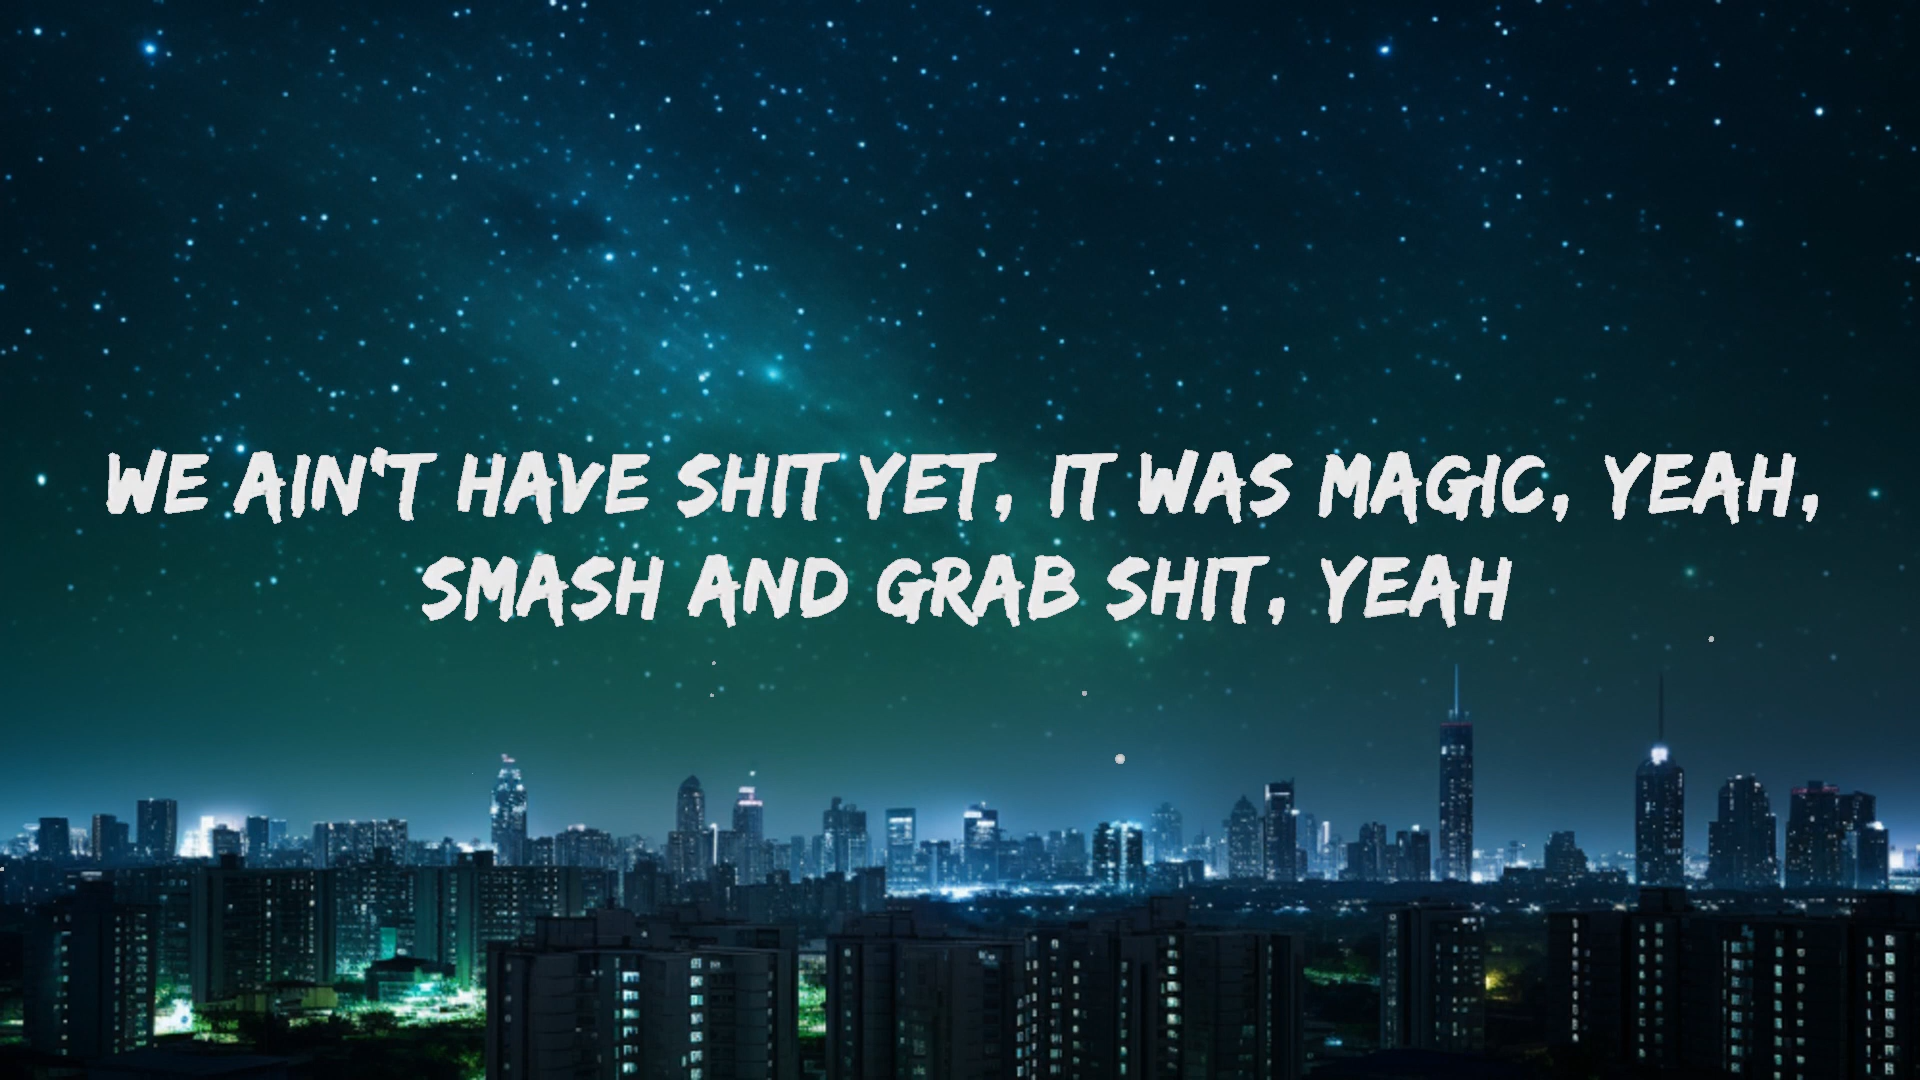 WE AIN'T HAVE SHIT YET, IT WAS MAGIC, YEAH,
SMASH AND GRAB SHIT, YEAH